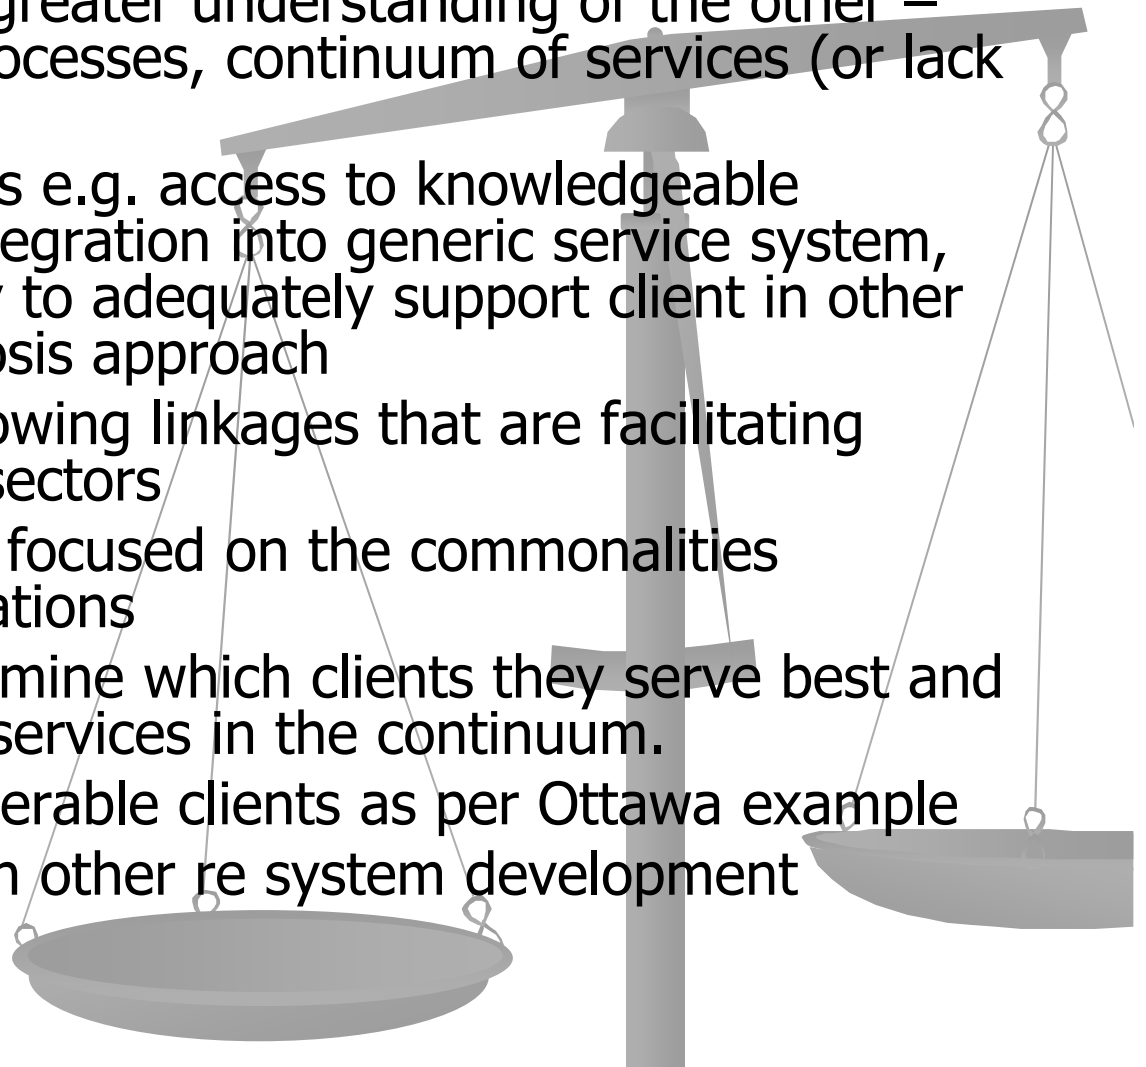 greater understanding of the other –
ocesses, continuum of services (or lack
s e.g. access to knowledgeable
tegration into generic service system,
y to adequately support client in other
osis approach
owing linkages that are facilitating
sectors
focused on the commonalities
ations
mine which clients they serve best and
services in the continuum.
erable clients as per Ottawa example
n other re system development